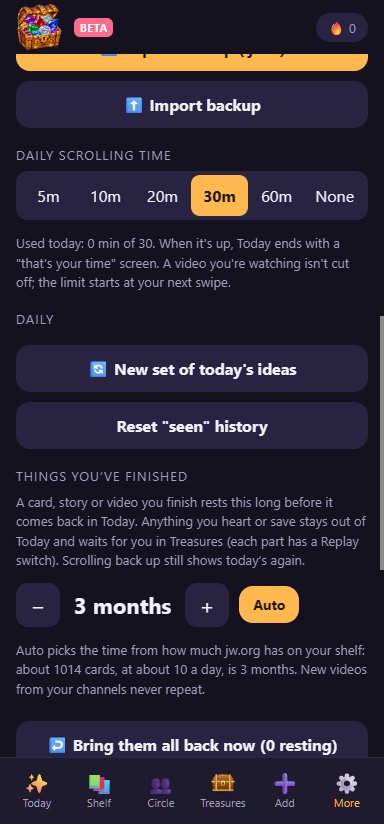 BETA
0
Import backup
DAILY SCROLLING TIME
5m 10m 20m 30m 60m None
Used today: 0 min of 30. When it's up, Today ends with a
"that's your time" screen. A video you're watching isn't cut
off; the limit starts at your next swipe.
DAILY
New set of today's ideas
Reset "seen" history
THINGS YOU'VE FINISHED
A card, story or video you finish rests this long before it
comes back in Today. Anything you heart or save stays out of
Today and waits for you in Treasures (each part has a Replay
switch). Scrolling back up still shows today's again.
− 3 months + Auto
Auto picks the time from how much jw.org has on your shelf:
about 1014 cards, at about 10 a day, is 3 months. New videos
from your channels never repeat.
Bring them all back now (0 resting)
Today Shelf Circle Treasures Add More